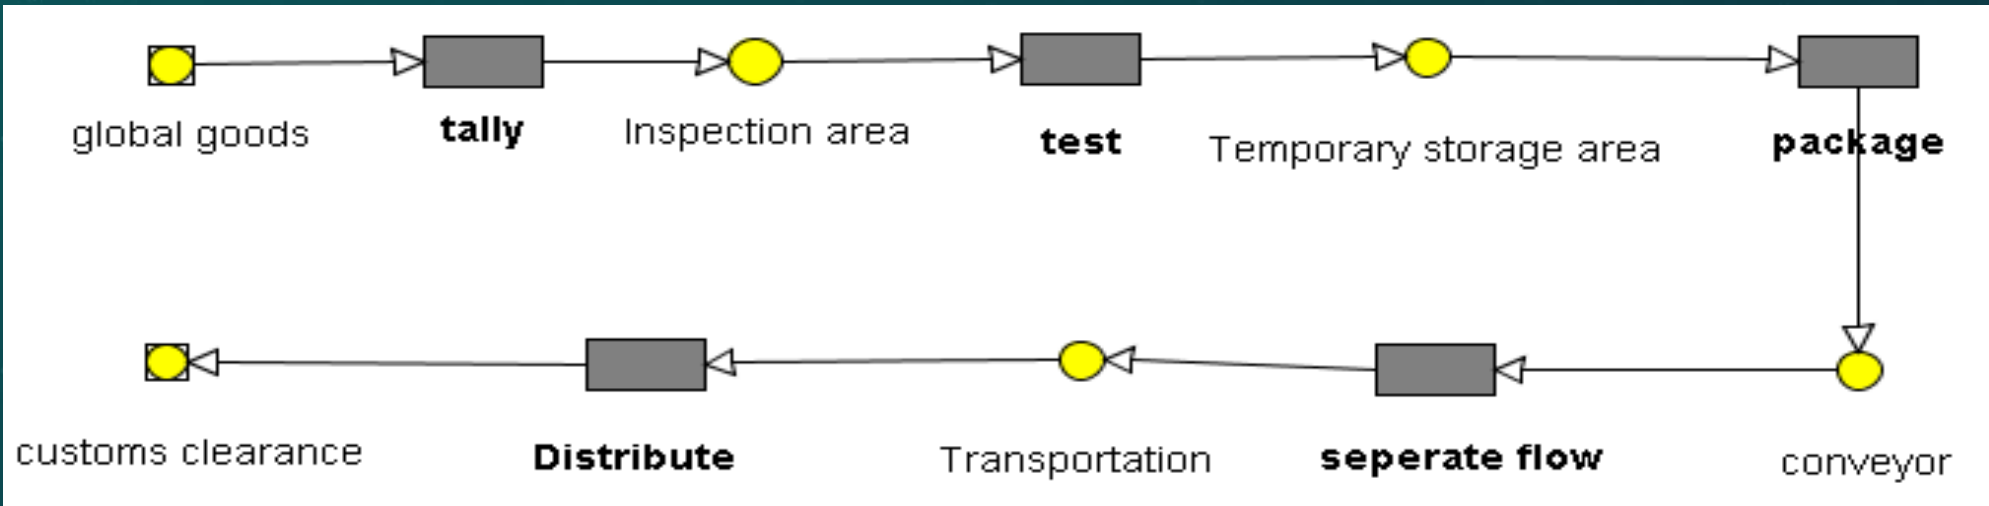 global goods
tally
Inspection area
test
Temporary storage area
package
customs clearance
Distribute
Transportation
seperate flow
conveyor